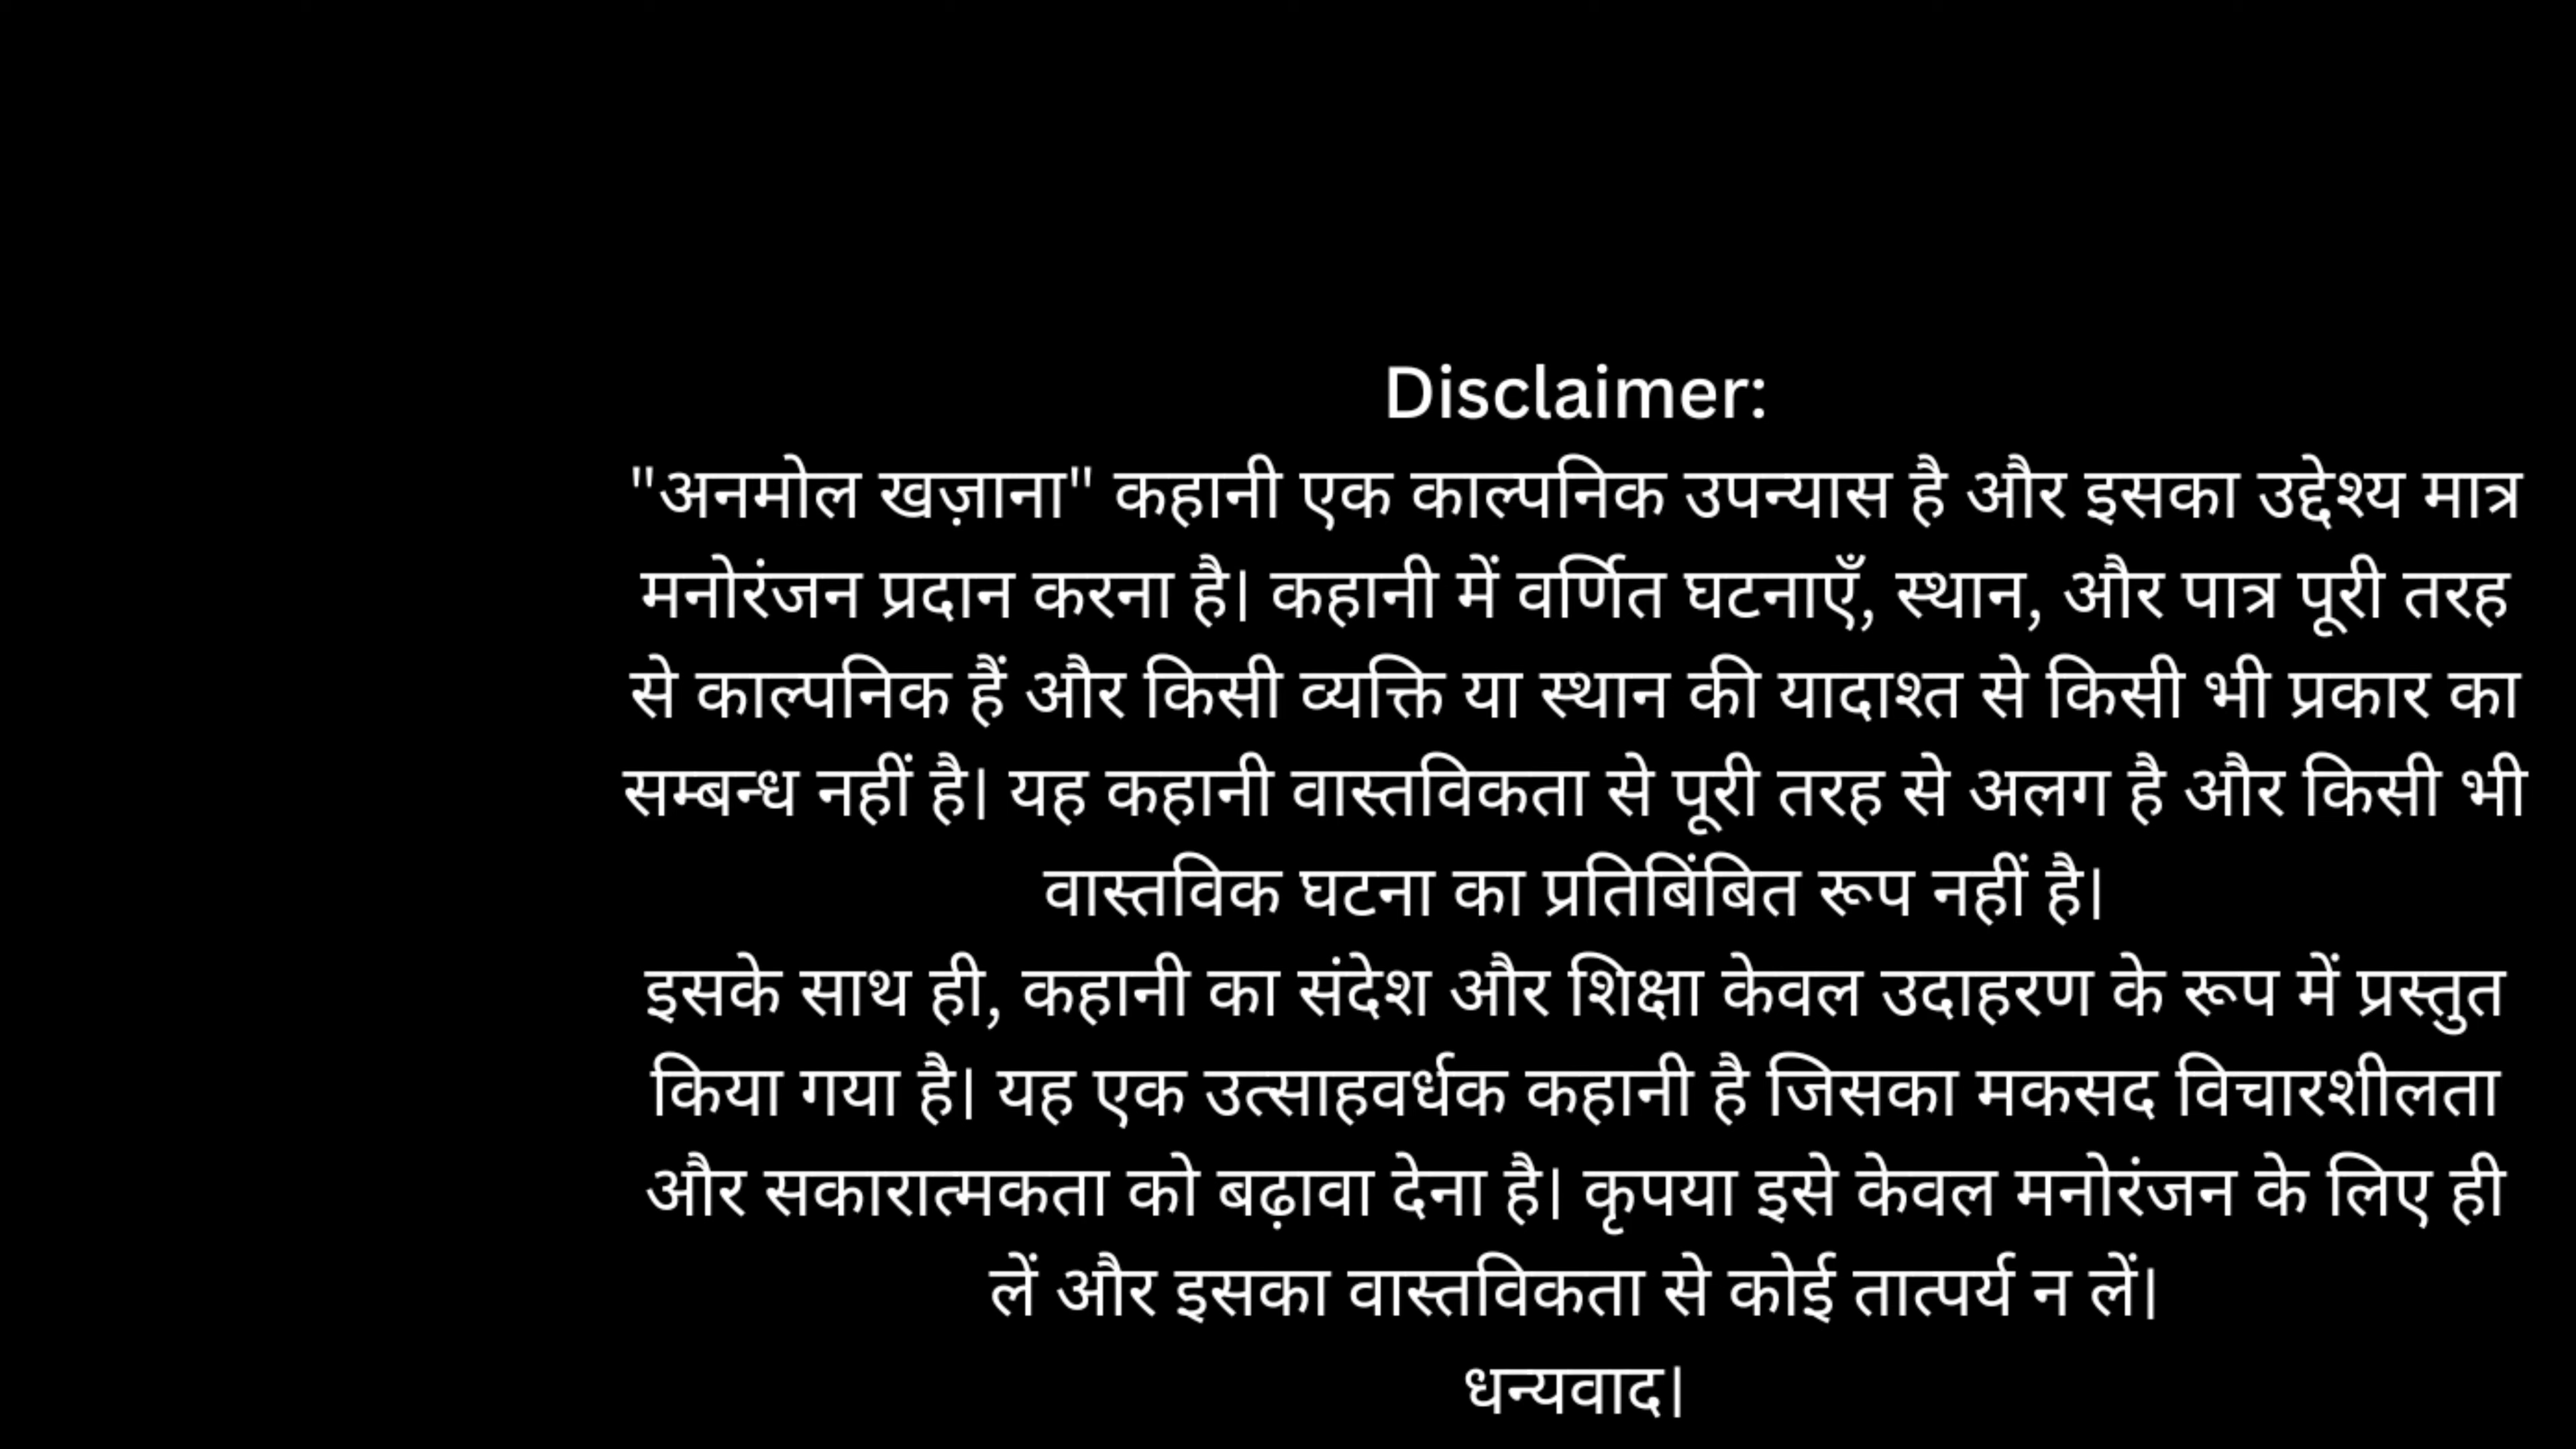 Disclaimer:
"अनमोल खज़ाना" कहानी एक काल्पनिक उपन्यास है और इसका उद्देश्य मात्र
मनोरंजन प्रदान करना है। कहानी में वर्णित घटनाएँ, स्थान, और पात्र पूरी तरह
से काल्पनिक हैं और किसी व्यक्ति या स्थान की यादाश्त से किसी भी प्रकार का
सम्बन्ध नहीं है। यह कहानी वास्तविकता से पूरी तरह से अलग है और किसी भी
वास्तविक घटना का प्रतिबिंबित रूप नहीं है।
इसके साथ ही, कहानी का संदेश और शिक्षा केवल उदाहरण के रूप में प्रस्तुत
किया गया है। यह एक उत्साहवर्धक कहानी है जिसका मकसद विचारशीलता
और सकारात्मकता को बढ़ावा देना है। कृपया इसे केवल मनोरंजन के लिए ही
लें और इसका वास्तविकता से कोई तात्पर्य न लें।
धन्यवाद।